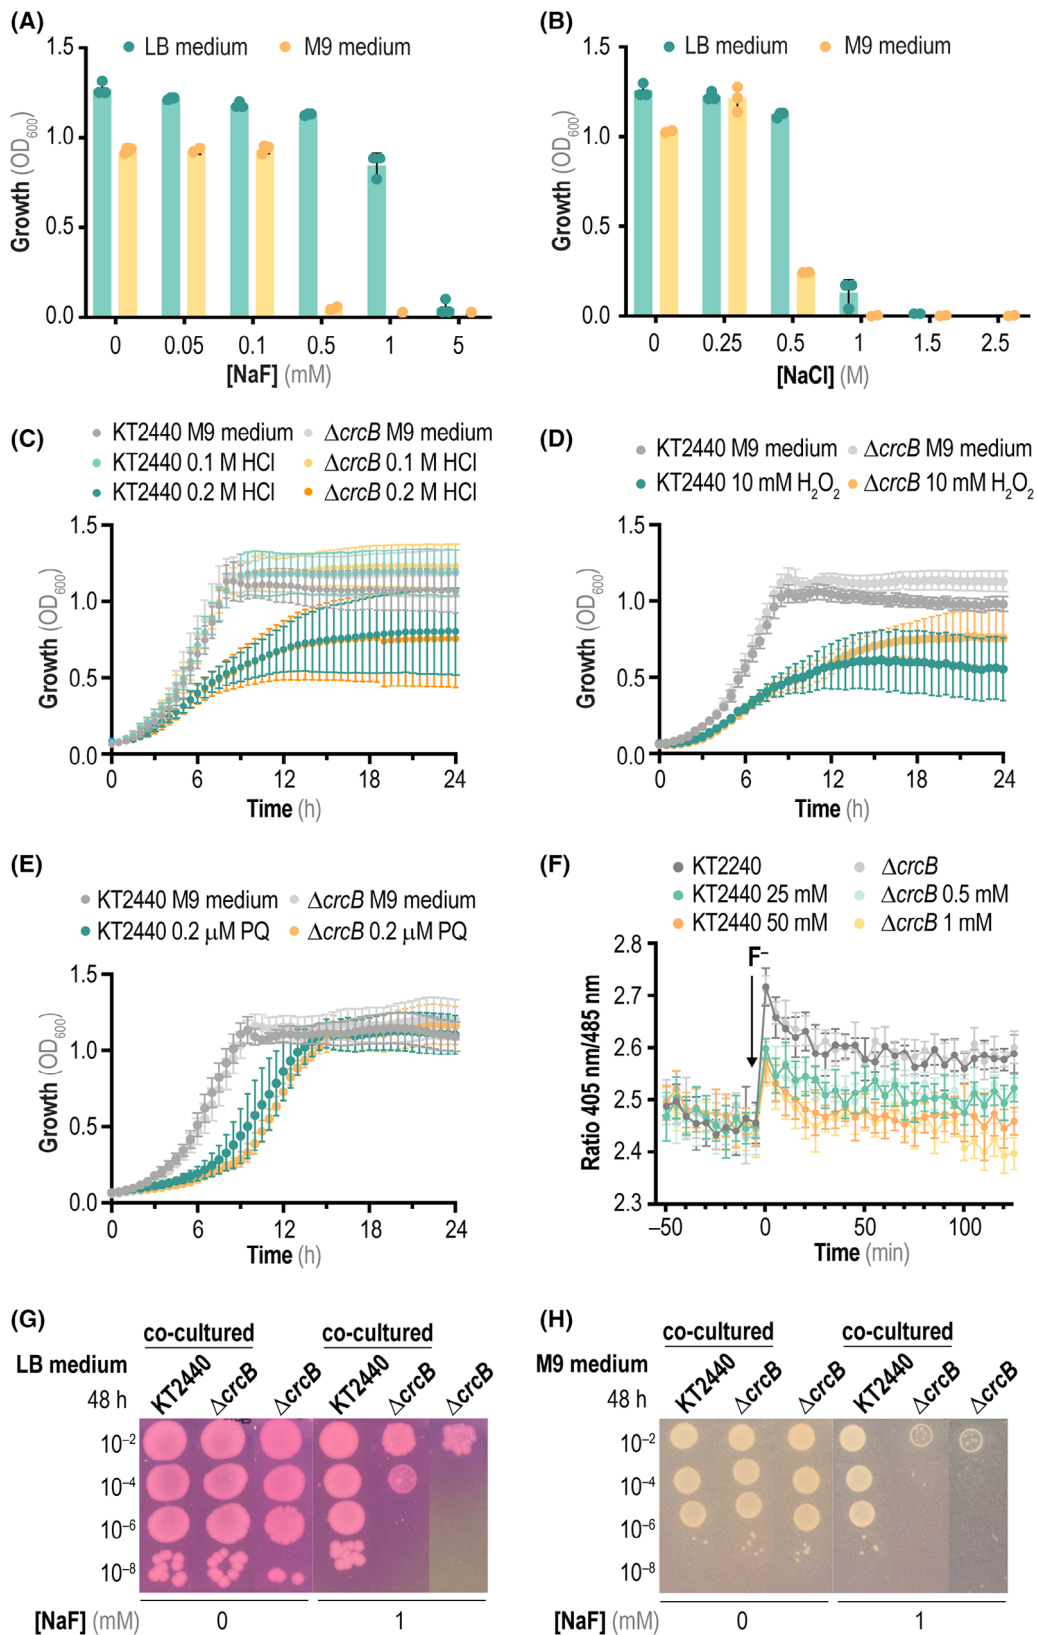 (A)
LB medium M9 medium
1.5
1.0
0.5
0.0
Growth (OD600)
0 0.05 0.1 0.5 1 5
[NaF] (mM)
(B)
LB medium M9 medium
1.5
1.0
0.5
0.0
Growth (OD600)
0 0.25 0.5 1 1.5 2.5
[NaCl] (M)
(C)
KT2440 M9 medium ΔcrcB M9 medium
KT2440 0.1 M HCl ΔcrcB 0.1 M HCl
KT2440 0.2 M HCl ΔcrcB 0.2 M HCl
1.5
1.0
0.5
0.0
Growth (OD600)
0 6 12 18 24
Time (h)
(D)
KT2440 M9 medium ΔcrcB M9 medium
KT2440 10 mM H2O2 ΔcrcB 10 mM H2O2
1.5
1.0
0.5
0.0
Growth (OD600)
0 6 12 18 24
Time (h)
(E)
KT2440 M9 medium ΔcrcB M9 medium
KT2440 0.2 μM PQ ΔcrcB 0.2 μM PQ
1.5
1.0
0.5
0.0
Growth (OD600)
0 6 12 18 24
Time (h)
(F)
KT2240 ΔcrcB
KT2440 25 mM ΔcrcB 0.5 mM
KT2440 50 mM ΔcrcB 1 mM
F–
2.8
2.7
2.6
2.5
2.4
2.3
Ratio 405 nm/485 nm
–50 0 50 100
Time (min)
(G)
co-cultured co-cultured
LB medium
KT2440 ΔcrcB ΔcrcB KT2440 ΔcrcB ΔcrcB
48 h
10–2
10–4
10–6
10–8
[NaF] (mM) 0 1
(H)
co-cultured co-cultured
M9 medium
KT2440 ΔcrcB ΔcrcB KT2440 ΔcrcB ΔcrcB
48 h
10–2
10–4
10–6
10–8
[NaF] (mM) 0 1